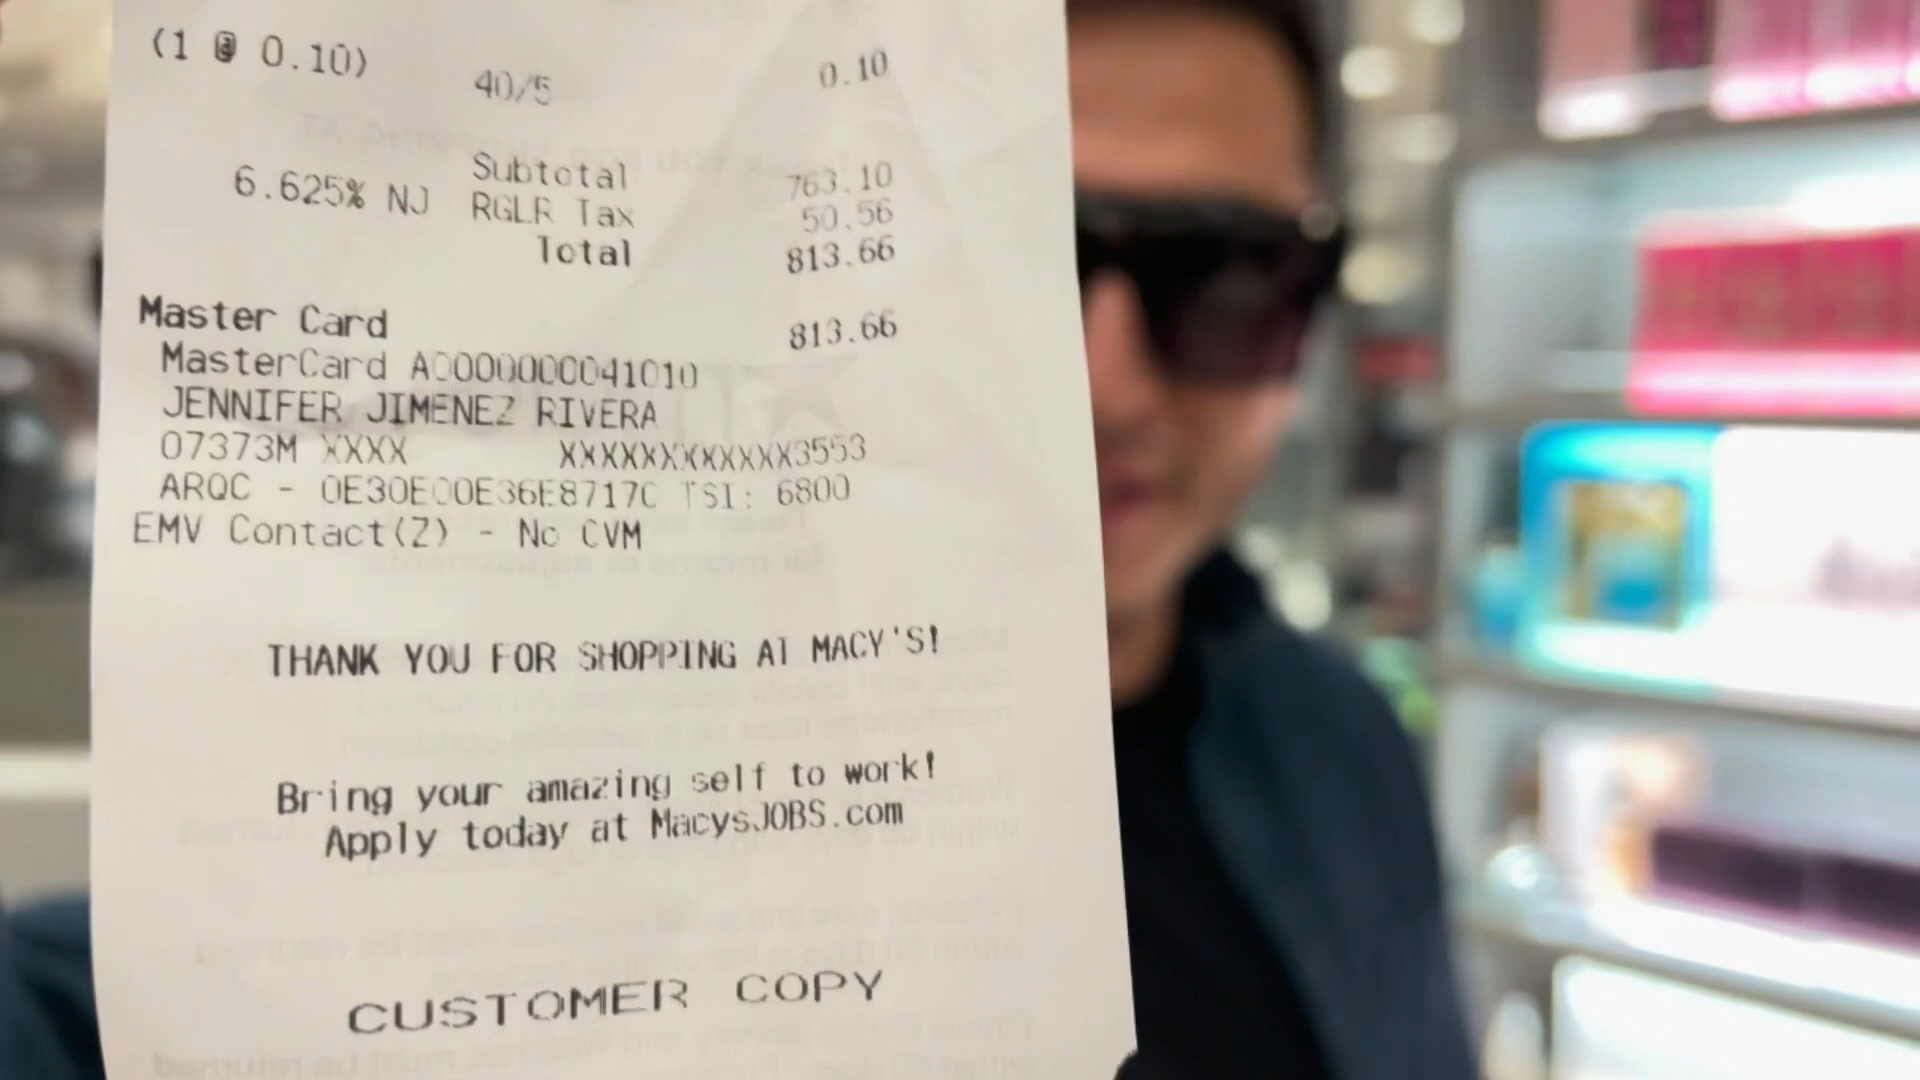 (1 @ 0.10)
40/5 0.10
Subtotal 763.10
6.625% NJ RGLR Tax 50.56
Total 813.66
Master Card 813.66
MasterCard A0000000041010
JENNIFER JIMENEZ RIVERA
07373M XXXX XXXXXXXXXXXX3553
ARQC - 0E30E00E36E8717C TSI: 6800
EMV Contact(Z) - No CVM
THANK YOU FOR SHOPPING AT MACY'S!
Bring your amazing self to work!
Apply today at MacysJOBS.com
CUSTOMER COPY